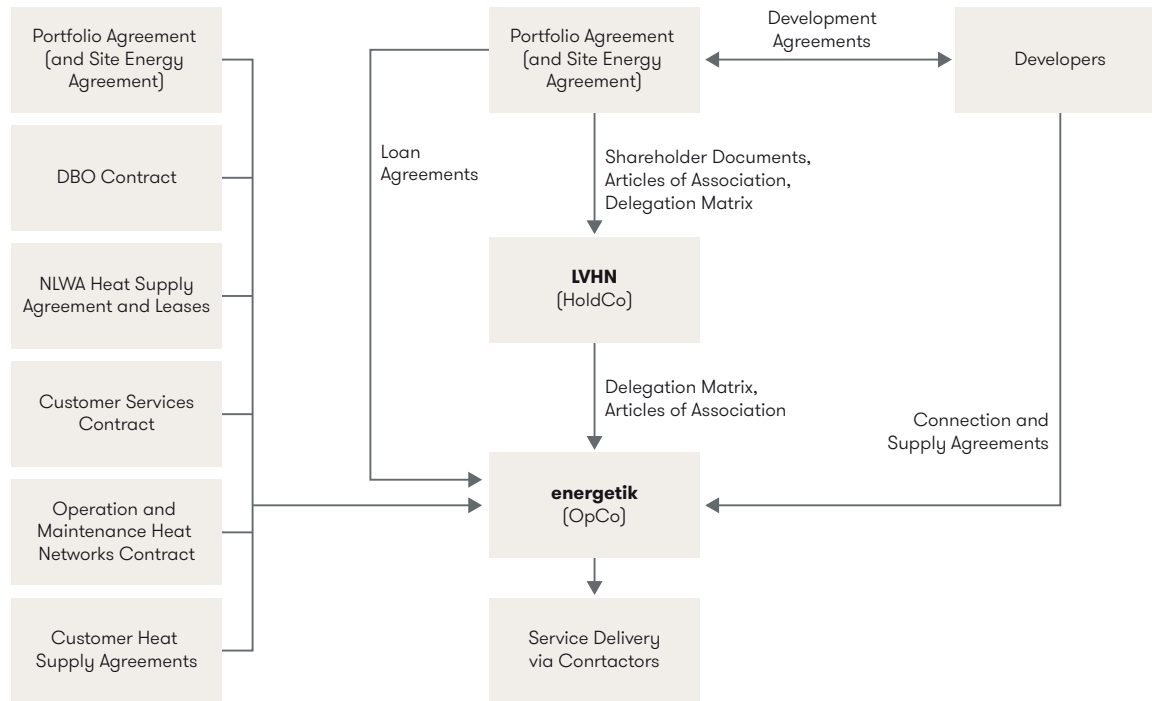 Portfolio Agreement
(and Site Energy
Agreement)
DBO Contract
NLWA Heat Supply
Agreement and Leases
Customer Services
Contract
Operation and
Maintenance Heat
Networks Contract
Customer Heat
Supply Agreements
Loan
Agreements
Portfolio Agreement
(and Site Energy
Agreement)
Development
Agreements
Developers
Shareholder Documents,
Articles of Association,
Delegation Matrix
LVHN
(HoldCo)
Delegation Matrix,
Articles of Association
Connection and
Supply Agreements
energetik
(OpCo)
Service Delivery
via Conrtactors